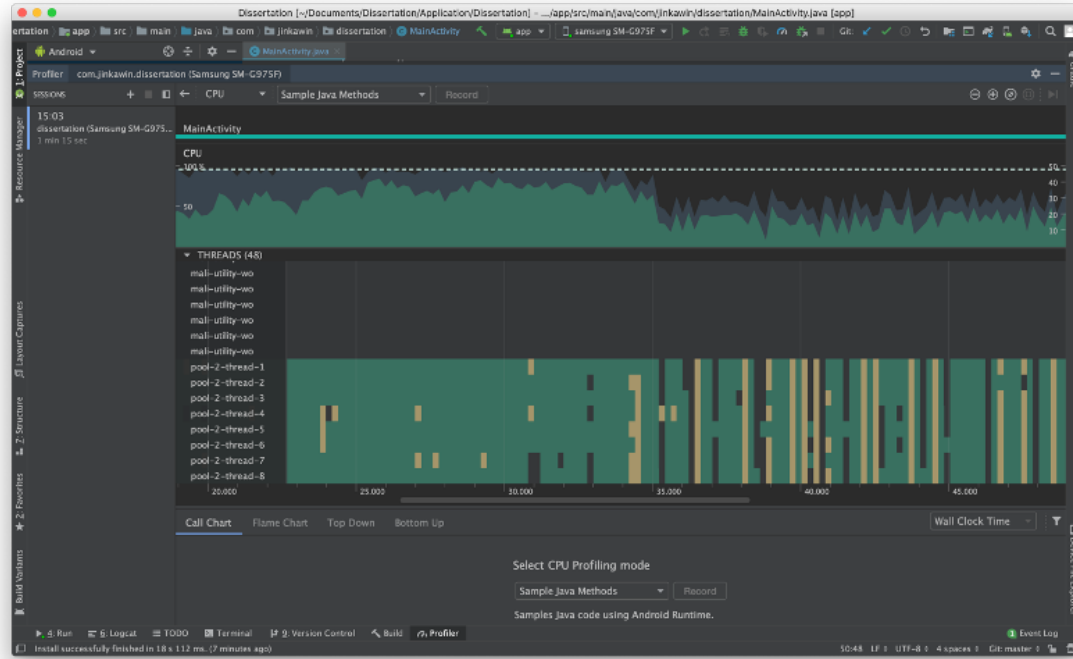 Dissertation [~/Documents/Dissertation/Application/Dissertation] – .../app/src/main/java/com/jinkawin/dissertation/MainActivity.java [app]
ertation app src main java com jinkawin dissertation MainActivity app samsung SM-G975F Git:
1: Project Android MainActivity.java
Profiler com.jinkawin.dissertation (Samsung SM-G975F)
SESSIONS CPU Sample Java Methods Record
15:03
dissertation (Samsung SM-G975...
1 min 15 sec
MainActivity
Resource Manager
CPU
100 % 50
40
50 30
20
10
THREADS (48)
mali-utility-wo
mali-utility-wo
mali-utility-wo
mali-utility-wo
mali-utility-wo
mali-utility-wo
Layout Captures
pool-2-thread-1
pool-2-thread-2
pool-2-thread-3
pool-2-thread-4
pool-2-thread-5
pool-2-thread-6
pool-2-thread-7
pool-2-thread-8
Z: Structure
20.000 25.000 30.000 35.000 40.000 45.000
2: Favorites
Call Chart Flame Chart Top Down Bottom Up Wall Clock Time
Build Variants
Select CPU Profiling mode
Sample Java Methods Record
Samples Java code using Android Runtime.
4: Run 6: Logcat TODO Terminal 9: Version Control Build Profiler 1 Event Log
Install successfully finished in 18 s 112 ms. (7 minutes ago) 50:48 LF UTF-8 4 spaces Git: master